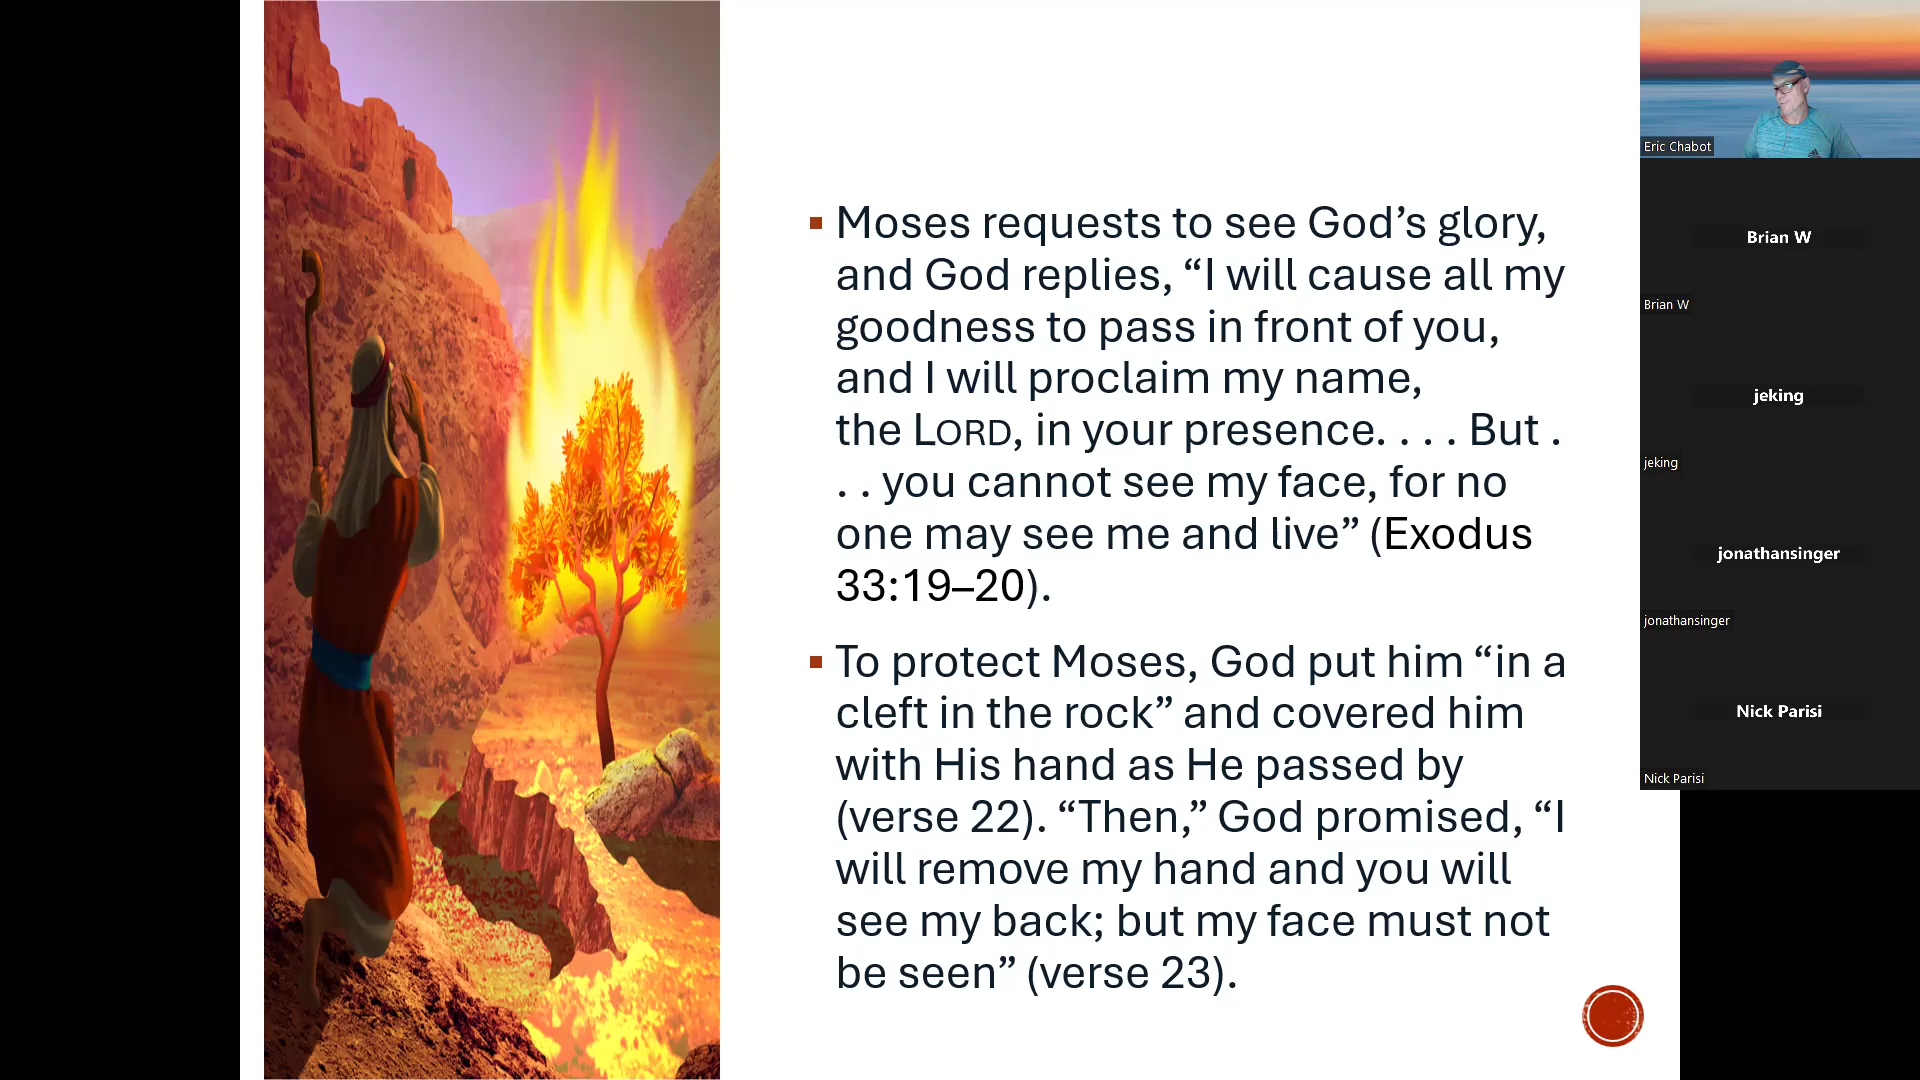 Moses requests to see God’s glory,
and God replies, “I will cause all my
goodness to pass in front of you,
and I will proclaim my name,
the LORD, in your presence. . . . But .
. . you cannot see my face, for no
one may see me and live” (Exodus
33:19–20).
To protect Moses, God put him “in a
cleft in the rock” and covered him
with His hand as He passed by
(verse 22). “Then,” God promised, “I
will remove my hand and you will
see my back; but my face must not
be seen” (verse 23).
Eric Chabot
Brian W
Brian W
jeking
jeking
jonathansinger
jonathansinger
Nick Parisi
Nick Parisi